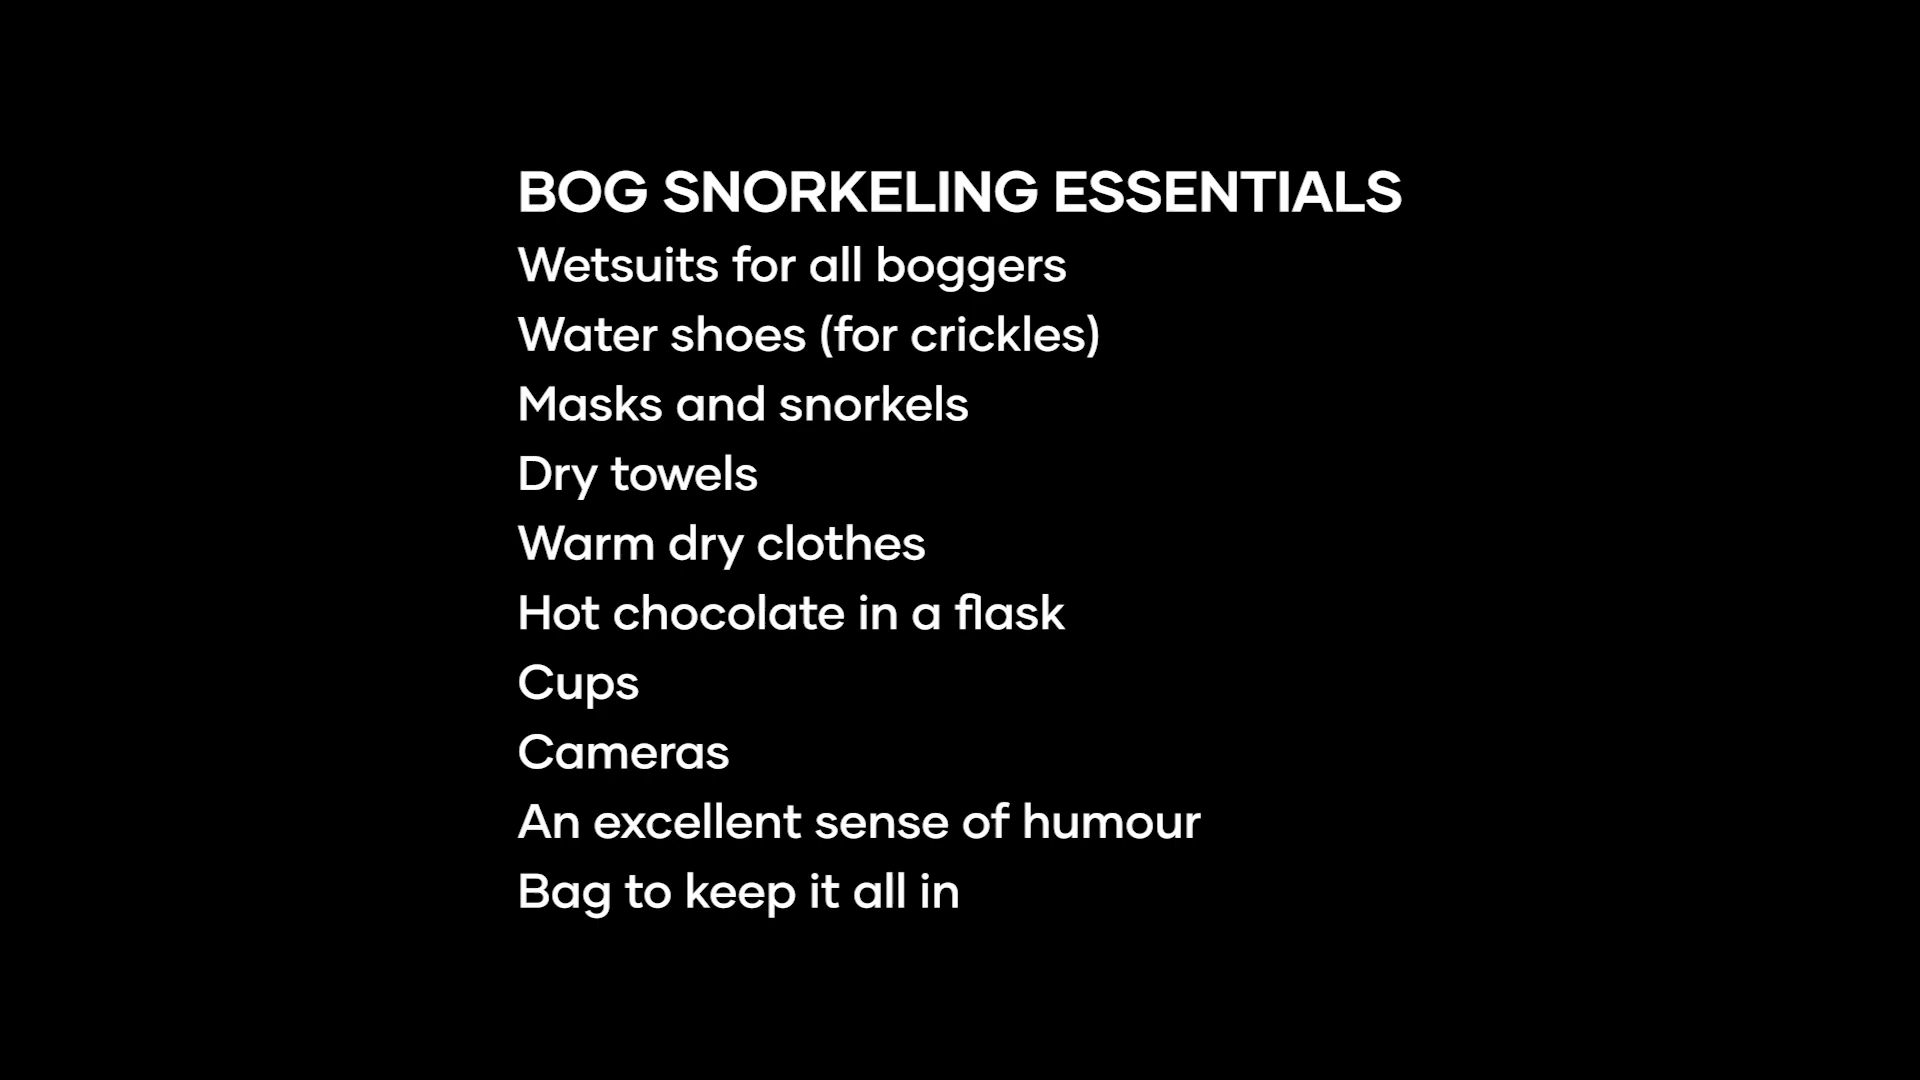 BOG SNORKELING ESSENTIALS
Wetsuits for all boggers
Water shoes (for crickles)
Masks and snorkels
Dry towels
Warm dry clothes
Hot chocolate in a flask
Cups
Cameras
An excellent sense of humour
Bag to keep it all in